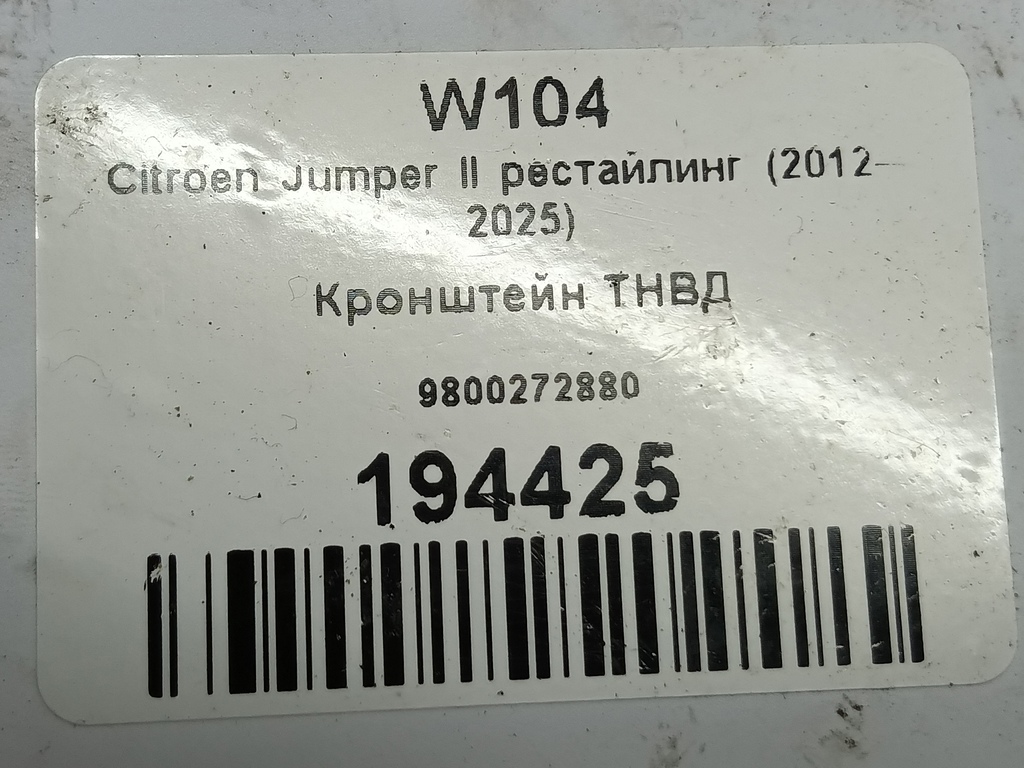 W104
Citroen Jumper II рестайлинг (2012-
2025)
Кронштейн ТНВД
9800272880
194425